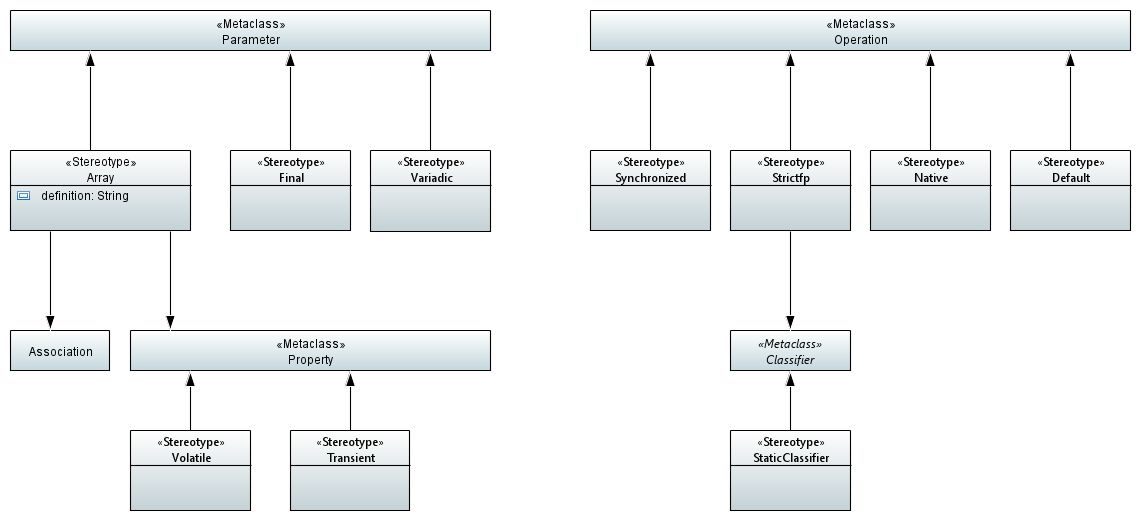 «Metaclass»
Parameter
«Metaclass»
Operation
«Stereotype»
Array
definition: String
«Stereotype»
Final
«Stereotype»
Variadic
«Stereotype»
Synchronized
«Stereotype»
Strictfp
«Stereotype»
Native
«Stereotype»
Default
Association
«Metaclass»
Property
«Metaclass»
Classifier
«Stereotype»
Volatile
«Stereotype»
Transient
«Stereotype»
StaticClassifier